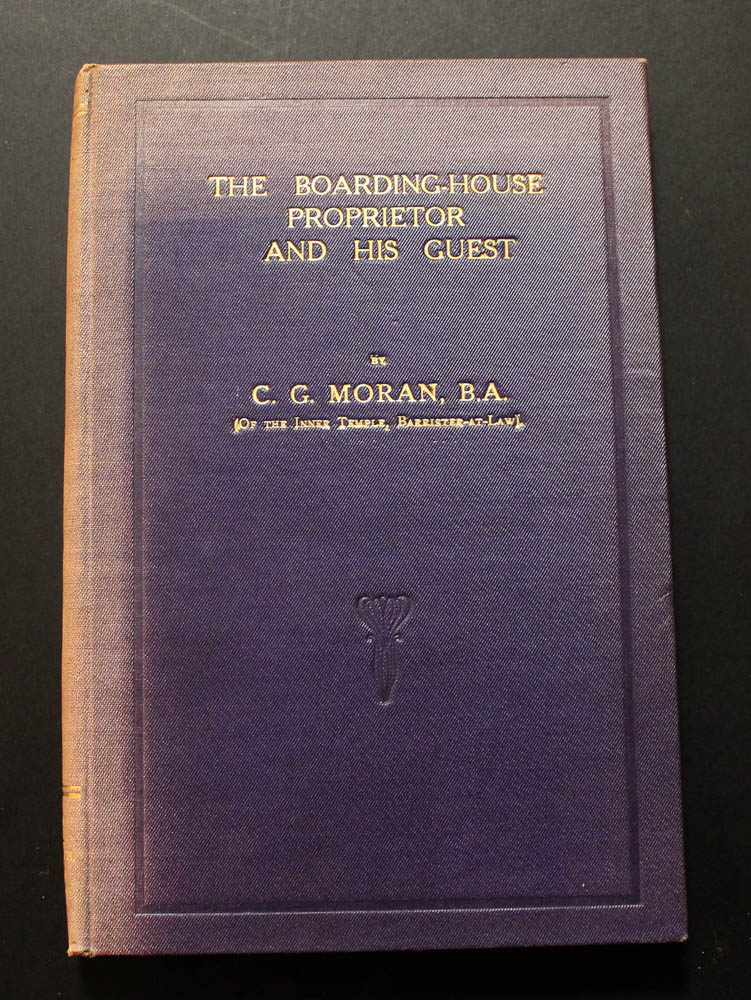 THE BOARDING-HOUSE
PROPRIETOR
AND HIS GUEST
BY
C. G. MORAN, B.A.
(OF THE INNER TEMPLE, BARRISTER-AT-LAW).